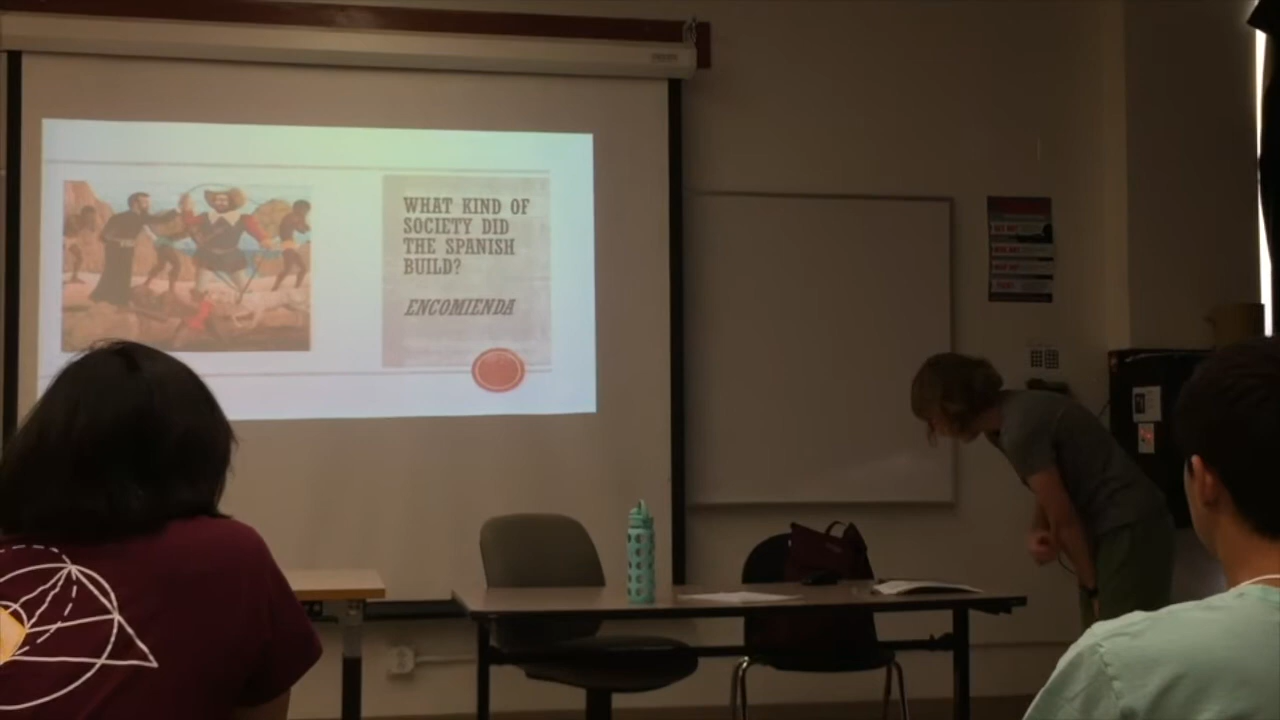 WHAT KIND OF
SOCIETY DID
THE SPANISH
BUILD?
ENCOMIENDA